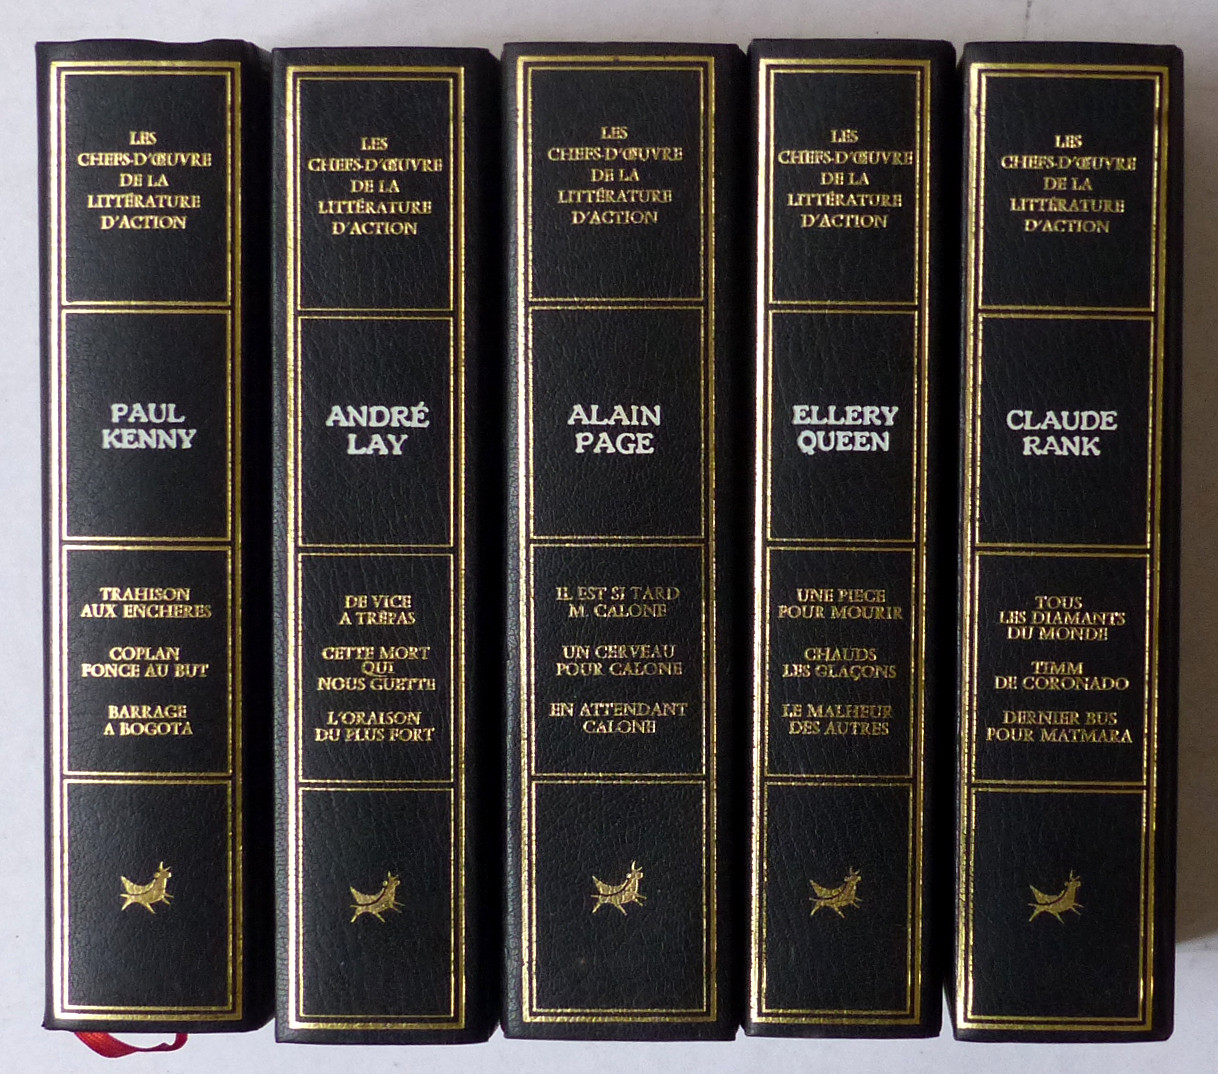 LES
CHEFS-D'ŒUVRE
DE LA
LITTÉRATURE
D'ACTION
PAUL
KENNY
TRAHISON
AUX ENCHERES
COPLAN
FONCE AU BUT
BARRAGE
A BOGOTA
LES
CHEFS-D'ŒUVRE
DE LA
LITTÉRATURE
D'ACTION
ANDRÉ
LAY
DE VICE
A TRÉPAS
CETTE MORT
QUI
NOUS GUETTE
L'ORAISON
DU PLUS FORT
LES
CHEFS-D'ŒUVRE
DE LA
LITTÉRATURE
D'ACTION
ALAIN
PAGE
IL EST SI TARD
M. CALONE
UN CERVEAU
POUR CALONE
EN ATTENDANT
CALONE
LES
CHEFS-D'ŒUVRE
DE LA
LITTÉRATURE
D'ACTION
ELLERY
QUEEN
UNE PIECE
POUR MOURIR
CHAUDS
LES GLAÇONS
LE MALHEUR
DES AUTRES
LES
CHEFS-D'ŒUVRE
DE LA
LITTÉRATURE
D'ACTION
CLAUDE
RANK
TOUS
LES DIAMANTS
DU MONDE
TIMM
DE CORONADO
DERNIER BUS
POUR MATMARA